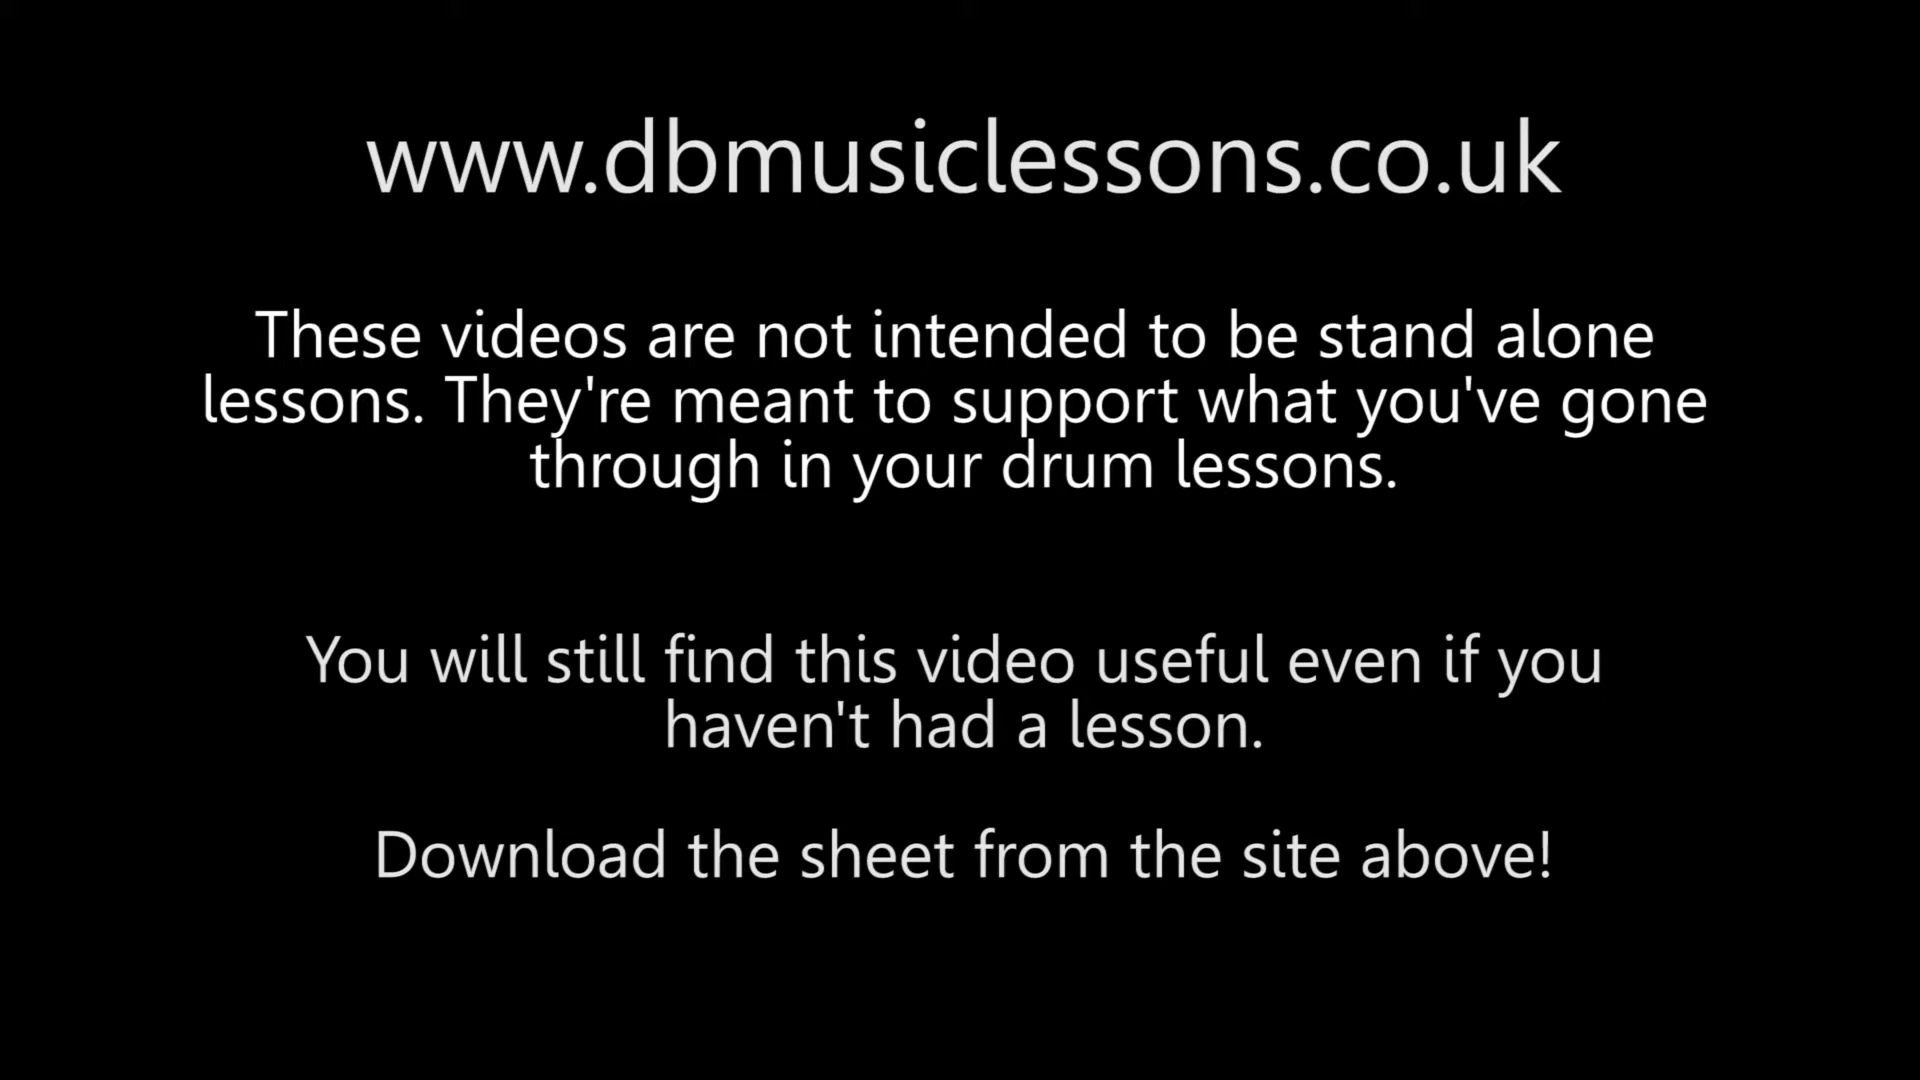 www.dbmusiclessons.co.uk
These videos are not intended to be stand alone
lessons. They're meant to support what you've gone
through in your drum lessons.
You will still find this video useful even if you
haven't had a lesson.
Download the sheet from the site above!